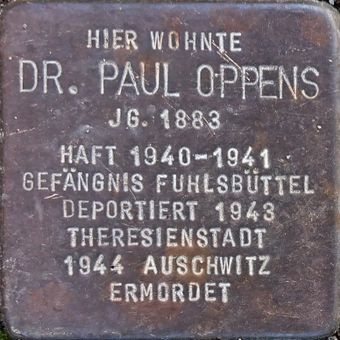 HIER WOHNTE
DR. PAUL OPPENS
JG. 1883
HAFT 1940-1941
GEFÄNGNIS FUHLSBÜTTEL
DEPORTIERT 1943
THERESIENSTADT
1944 AUSCHWITZ
ERMORDET